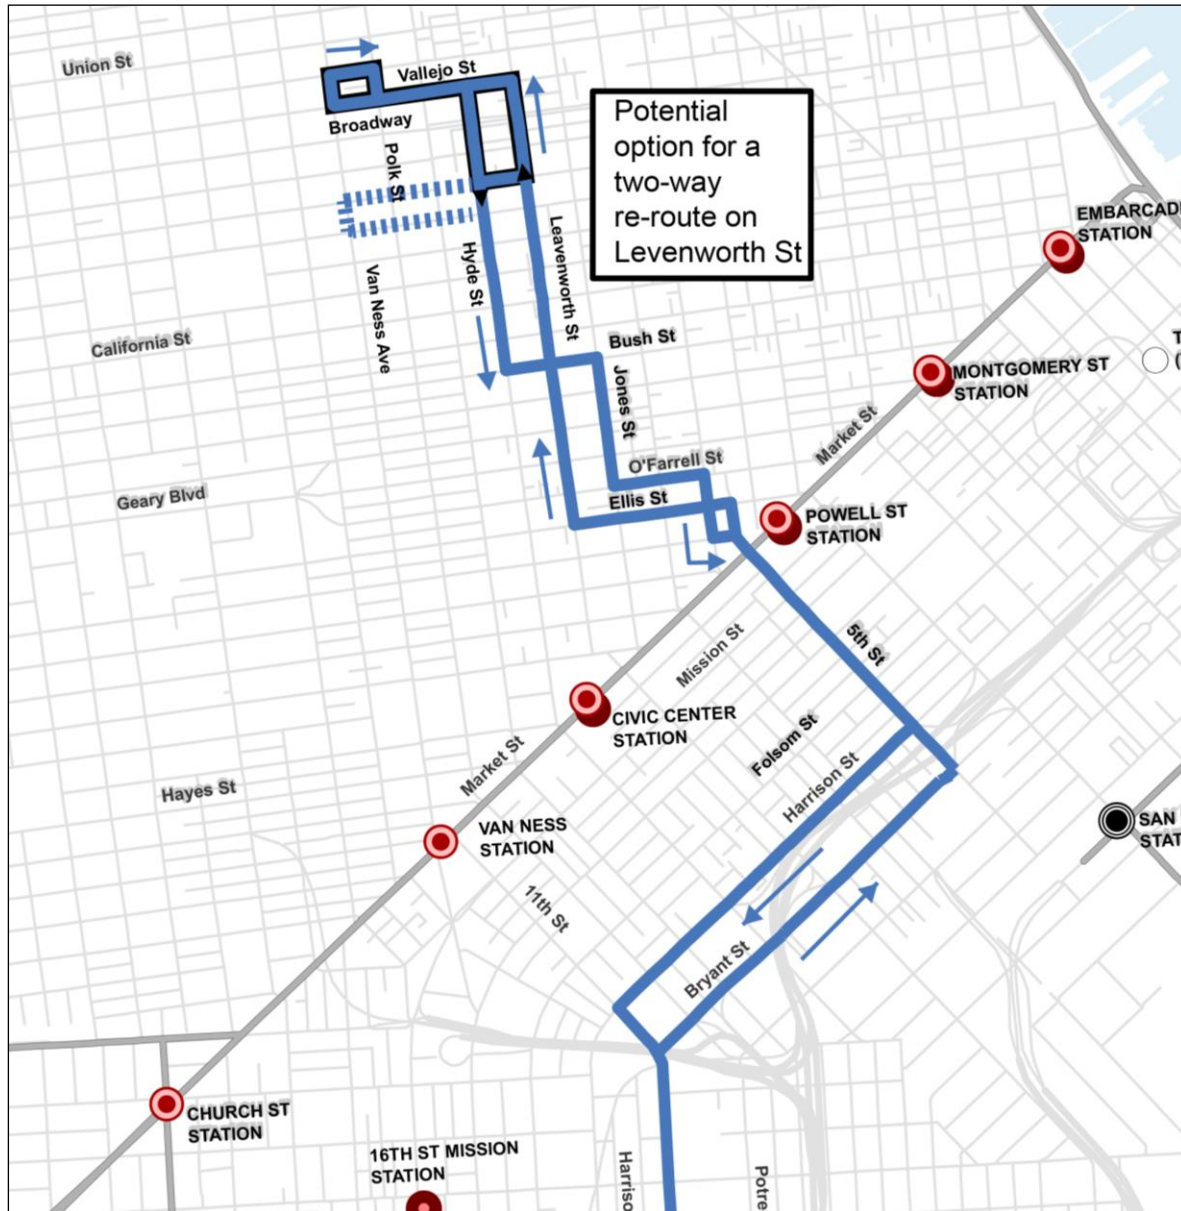 Union St
Vallejo St
Broadway
Polk St
Potential
option for a
two-way
re-route on
Levenworth St
EMBARCAD
STATION
Leavenworth St
Hyde St
Van Ness Ave
California St
Bush St
T
(
MONTGOMERY ST
STATION
Jones St
Market St
O'Farrell St
Geary Blvd
Ellis St
POWELL ST
STATION
5th St
Mission St
CIVIC CENTER
STATION
Folsom St
Harrison St
Market St
Hayes St
VAN NESS
STATION
SAN
STAT
11th St
Bryant St
CHURCH ST
STATION
16TH ST MISSION
STATION
Harriso
Potre